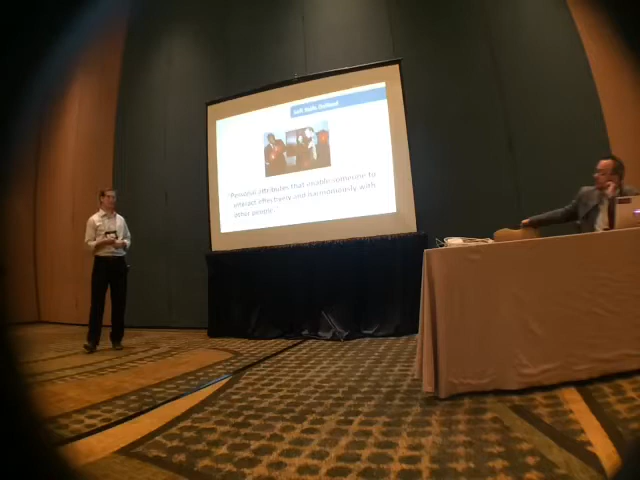 Soft Skills Defined
Personal attributes that enable someone to
interact effectively and harmoniously with
other people.